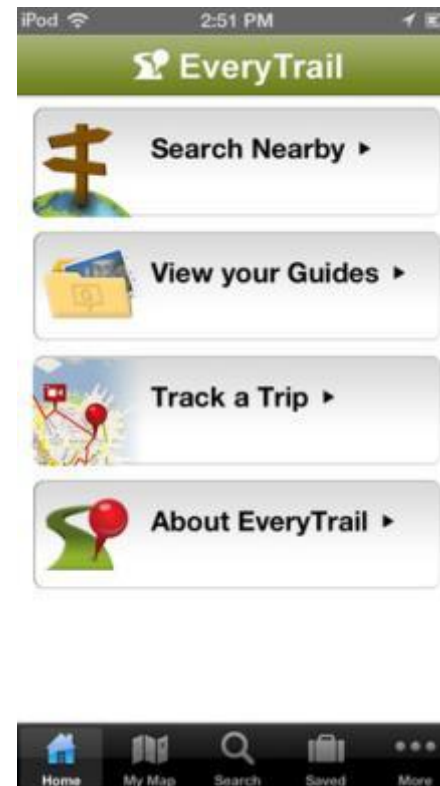 iPod 2:51 PM
EveryTrail
Search Nearby
View your Guides
Track a Trip
About EveryTrail
Home My Map Search Saved More